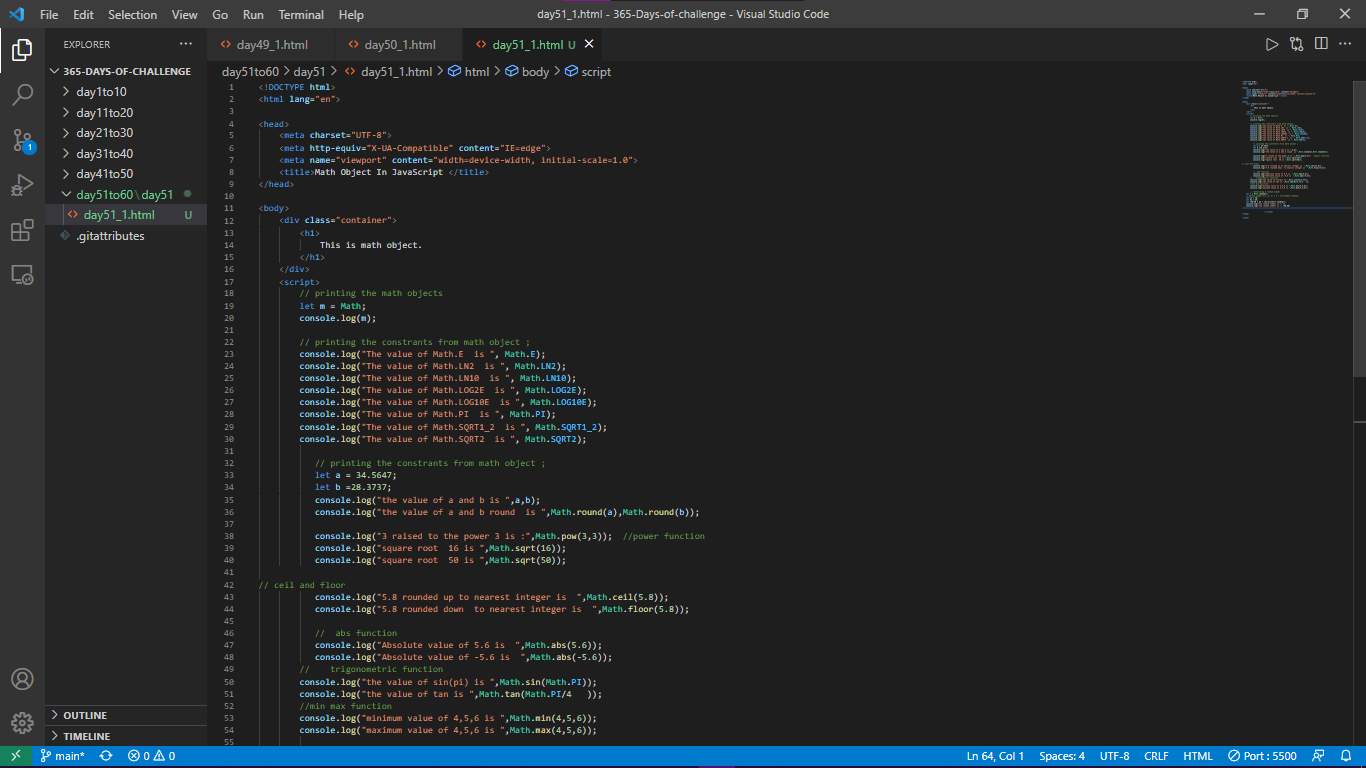 File Edit Selection View Go Run Terminal Help
day51_1.html - 365-Days-of-challenge - Visual Studio Code
EXPLORER
day49_1.html
day50_1.html
day51_1.html U
365-DAYS-OF-CHALLENGE
day1to10
day11to20
day21to30
day31to40
day41to50
day51to60\day51
day51_1.html U
.gitattributes
1
OUTLINE
TIMELINE
day51to60 > day51 > day51_1.html > html > body > script
1 <!DOCTYPE html>
2 <html lang="en">
3
4 <head>
5 <meta charset="UTF-8">
6 <meta http-equiv="X-UA-Compatible" content="IE=edge">
7 <meta name="viewport" content="width=device-width, initial-scale=1.0">
8 <title>Math Object In JavaScript </title>
9 </head>
10
11 <body>
12 <div class="container">
13 <h1>
14 This is math object.
15 </h1>
16 </div>
17 <script>
18 // printing the math objects
19 let m = Math;
20 console.log(m);
21
22 // printing the constrants from math object ;
23 console.log("The value of Math.E  is ", Math.E);
24 console.log("The value of Math.LN2  is ", Math.LN2);
25 console.log("The value of Math.LN10  is ", Math.LN10);
26 console.log("The value of Math.LOG2E  is ", Math.LOG2E);
27 console.log("The value of Math.LOG10E  is ", Math.LOG10E);
28 console.log("The value of Math.PI  is ", Math.PI);
29 console.log("The value of Math.SQRT1_2  is ", Math.SQRT1_2);
30 console.log("The value of Math.SQRT2  is ", Math.SQRT2);
31
32 // printing the constrants from math object ;
33 let a = 34.5647;
34 let b =28.3737;
35 console.log("the value of a and b is ",a,b);
36 console.log("the value of a and b round  is ",Math.round(a),Math.round(b));
37
38 console.log("3 raised to the power 3 is :",Math.pow(3,3));  //power function
39 console.log("square root  16 is ",Math.sqrt(16));
40 console.log("square root  50 is ",Math.sqrt(50));
41
42 // ceil and floor
43 console.log("5.8 rounded up to nearest integer is  ",Math.ceil(5.8));
44 console.log("5.8 rounded down  to nearest integer is  ",Math.floor(5.8));
45
46 //  abs function
47 console.log("Absolute value of 5.6 is  ",Math.abs(5.6));
48 console.log("Absolute value of -5.6 is  ",Math.abs(-5.6));
49 //    trigonometric function
50 console.log("the value of sin(pi) is ",Math.sin(Math.PI));
51 console.log("the value of tan is ",Math.tan(Math.PI/4   ));
52 //min max function
53 console.log("minimum value of 4,5,6 is ",Math.min(4,5,6));
54 console.log("maximum value of 4,5,6 is ",Math.max(4,5,6));
55
main* 0 0 Ln 64, Col 1 Spaces: 4 UTF-8 CRLF HTML Port : 5500